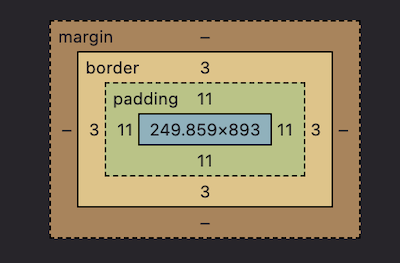 margin –
border 3
padding 11
– 3 11 249.859×893 11 3 –
11
3
–